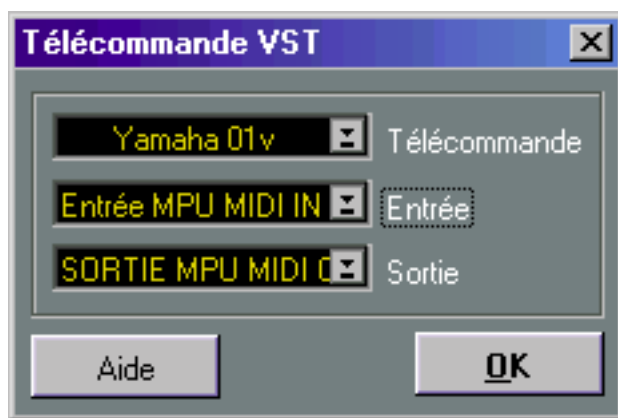 Télécommande VST
Yamaha 01v Télécommande
Entrée MPU MIDI IN Entrée
SORTIE MPU MIDI Sortie
Aide OK